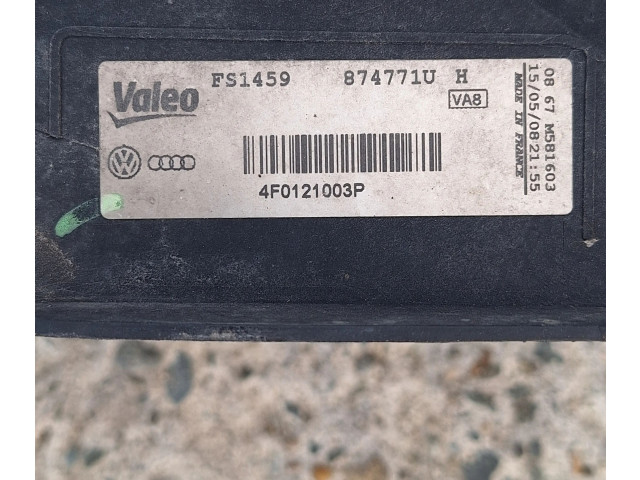 Valeo FS1459 874771U H
VA8
4F0121003P
08 67 M581603
15/05/08 21:55
MADE IN FRANCE